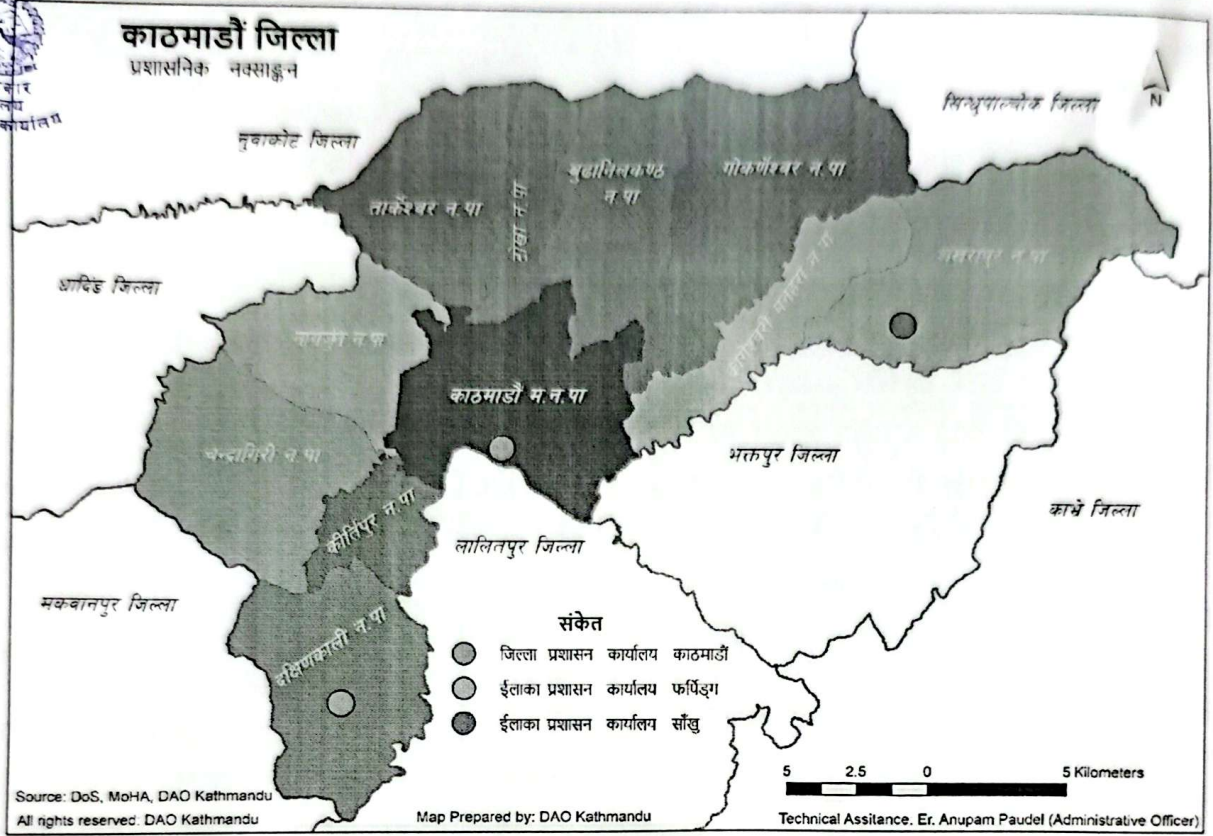 काठमाडौं जिल्ला
प्रशासनिक नक्साङ्कन
कार्यालय
N
सिन्धुपाल्चोक जिल्ला
नुवाकोट जिल्ला
बुढानिलकण्ठ
न.पा
गोकर्णेश्वर न.पा
तार्केश्वर न.पा
टोखा न.पा
धादिङ जिल्ला
नागार्जुन न.पा
काठमाडौं म.न.पा
चन्द्रागिरी न.पा
भक्तपुर जिल्ला
काभ्रे जिल्ला
कीर्तिपुर न.पा
ललितपुर जिल्ला
मकवानपुर जिल्ला
दक्षिणकाली न.पा
संकेत
जिल्ला प्रशासन कार्यालय काठमाडौं
ईलाका प्रशासन कार्यालय फर्पिङ्ग
ईलाका प्रशासन कार्यालय साँखु
5 2.5 0 5 Kilometers
Source: DoS, MoHA, DAO Kathmandu
All rights reserved. DAO Kathmandu
Map Prepared by: DAO Kathmandu
Technical Assitance. Er. Anupam Paudel (Administrative Officer)